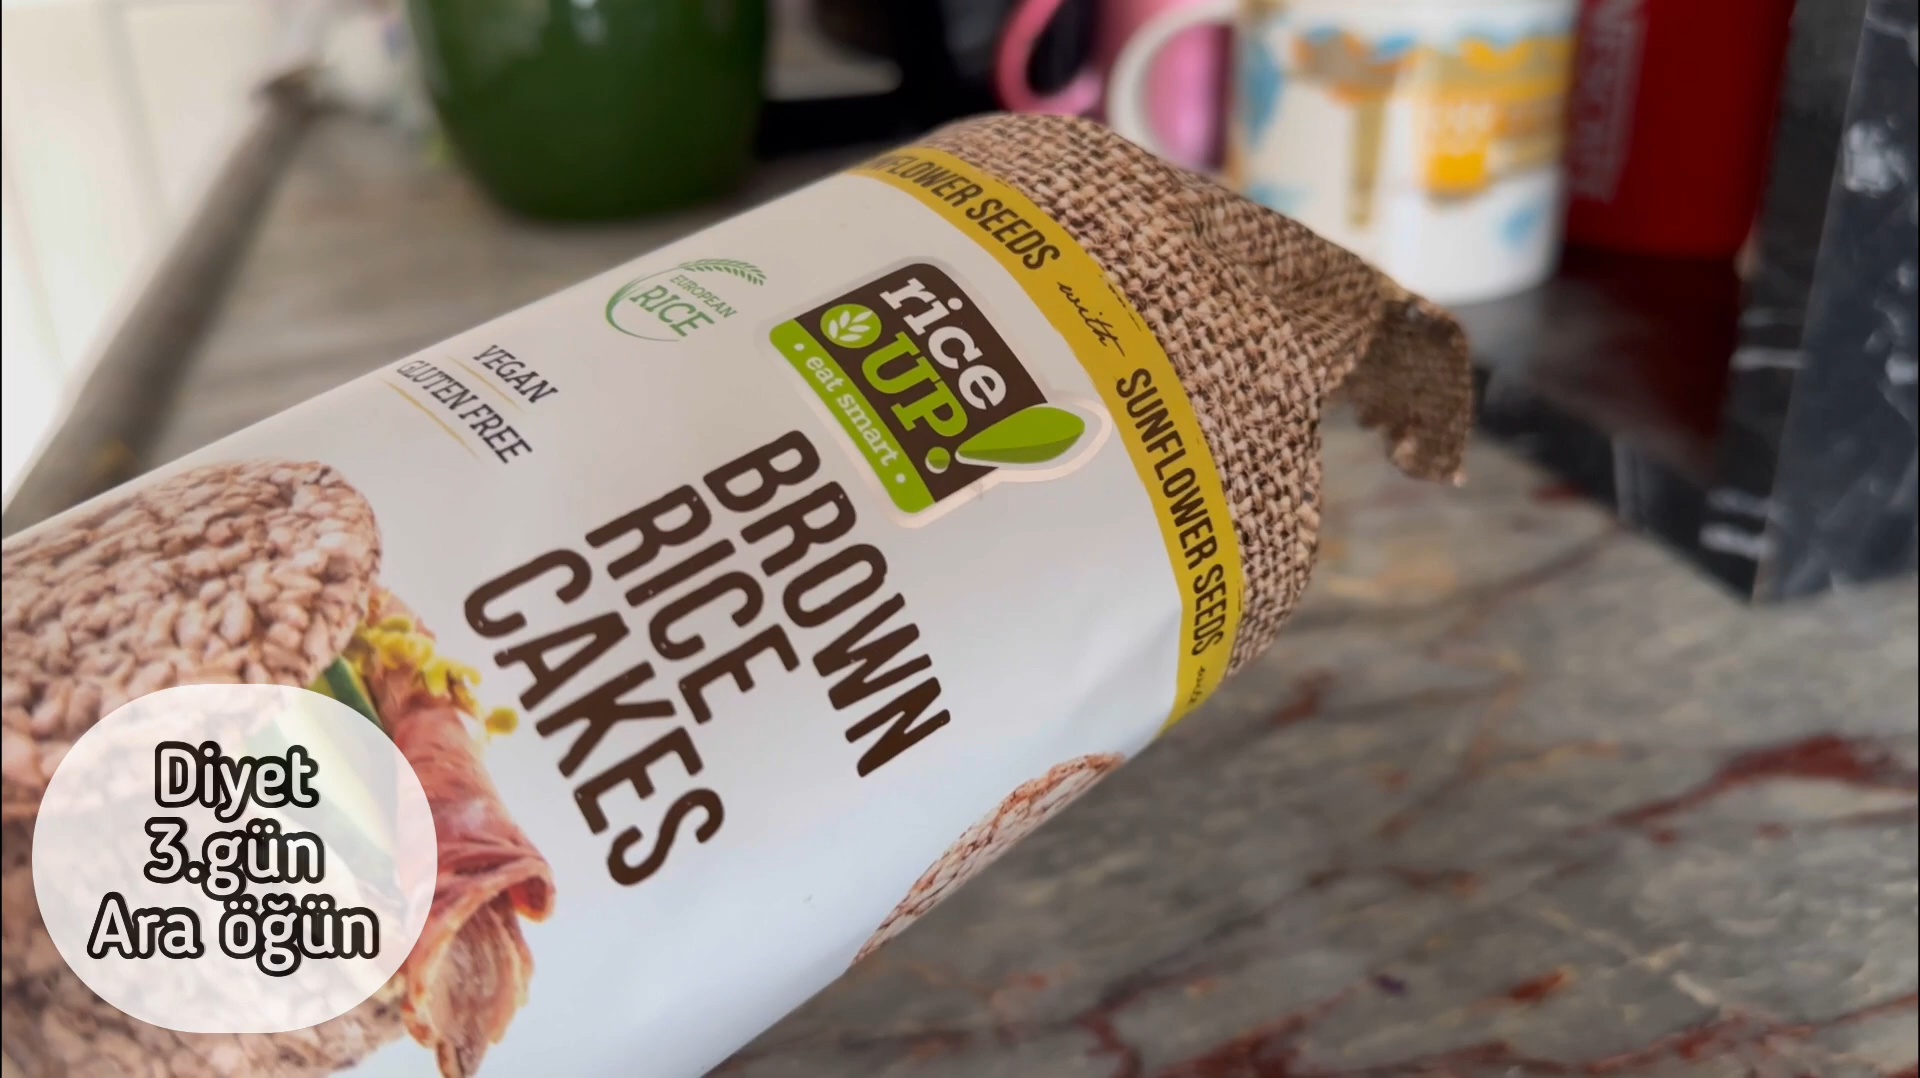 SUNFLOWER SEEDS
with
SUNFLOWER SEEDS
EUROPEAN
RICE
rice
UP!
• eat smart •
VEGAN
GLUTEN FREE
BROWN
RICE
CAKES
Diyet
3.gün
Ara öğün